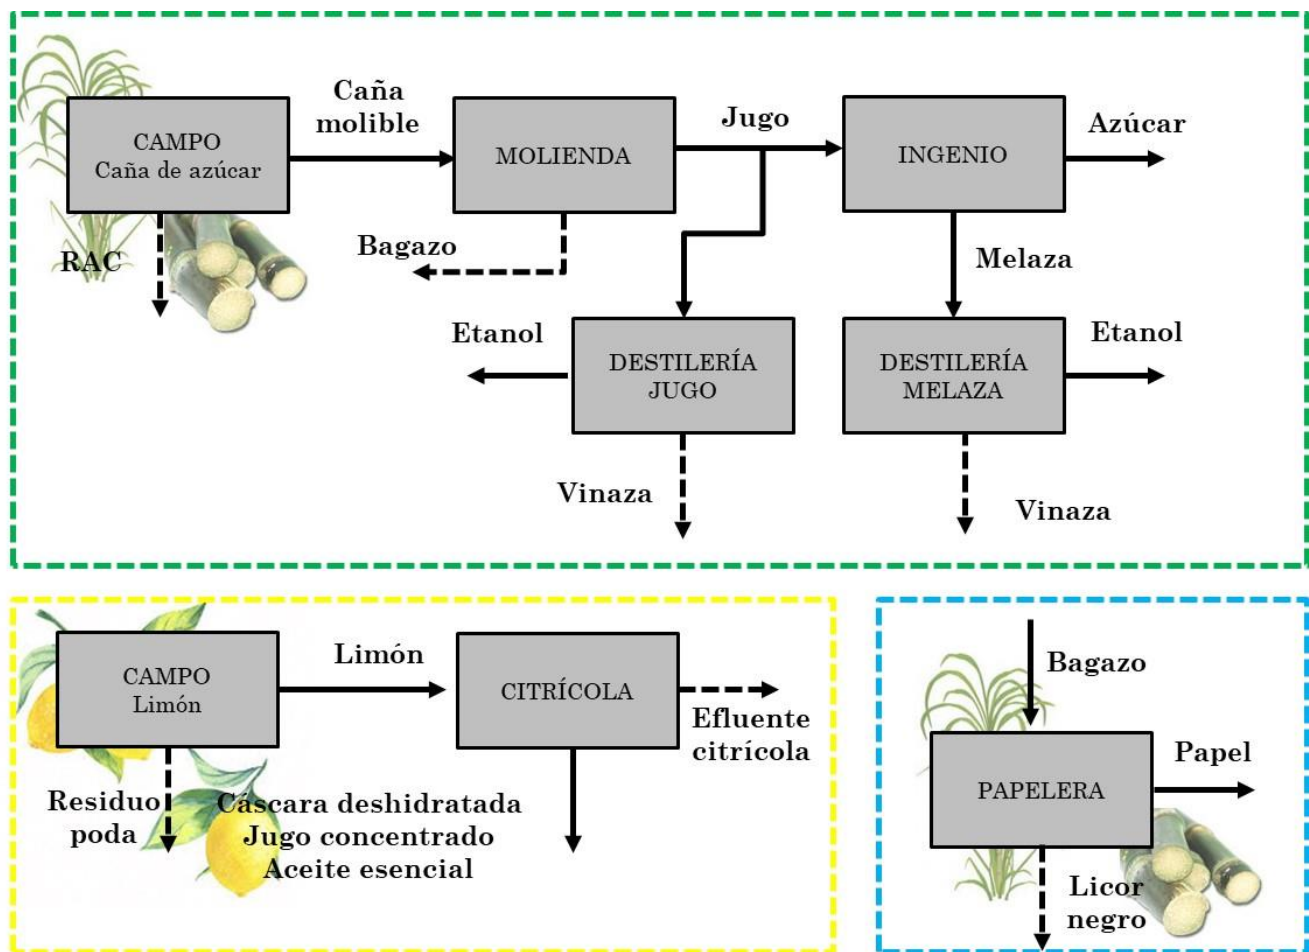 Caña
molible
Jugo
Azúcar
CAMPO
Caña de azúcar
MOLIENDA
INGENIO
RAC
Bagazo
Melaza
Etanol
DESTILERÍA
JUGO
DESTILERÍA
MELAZA
Etanol
Vinaza
Vinaza
CAMPO
Limón
Limón
CITRÍCOLA
Efluente
citrícola
Residuo
poda
Cáscara deshidratada
Jugo concentrado
Aceite esencial
Bagazo
PAPELERA
Papel
Licor
negro